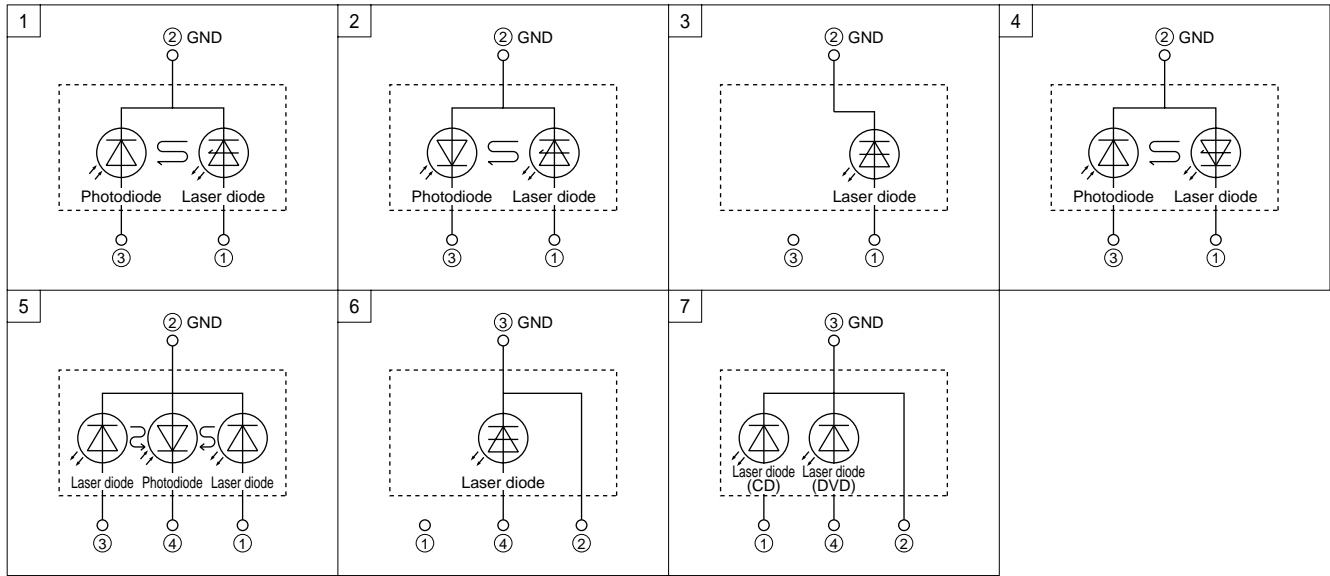 1
② GND
Photodiode Laser diode
③ ①
2
② GND
Photodiode Laser diode
③ ①
3
② GND
Laser diode
③ ①
4
② GND
Photodiode Laser diode
③ ①
5
② GND
Laser diode Photodiode Laser diode
③ ④ ①
6
③ GND
Laser diode
① ④ ②
7
③ GND
Laser diode Laser diode
(CD) (DVD)
① ④ ②